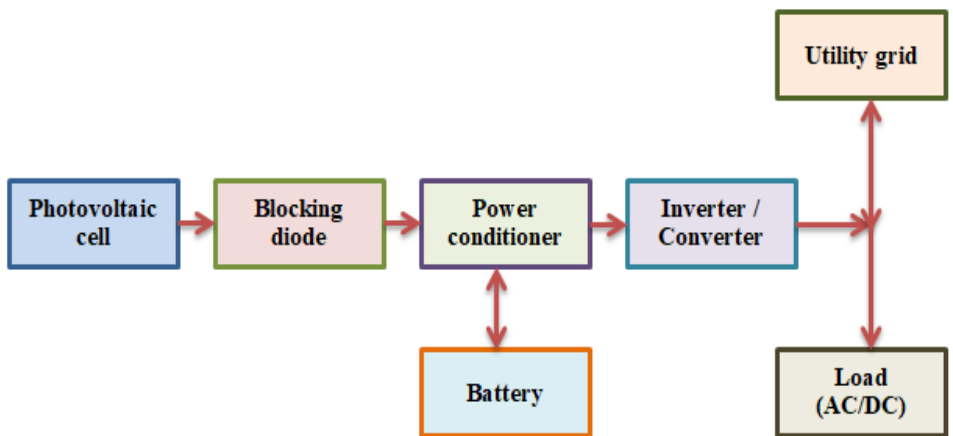 Utility grid
Photovoltaic
cell
Blocking
diode
Power
conditioner
Inverter /
Converter
Battery
Load
(AC/DC)